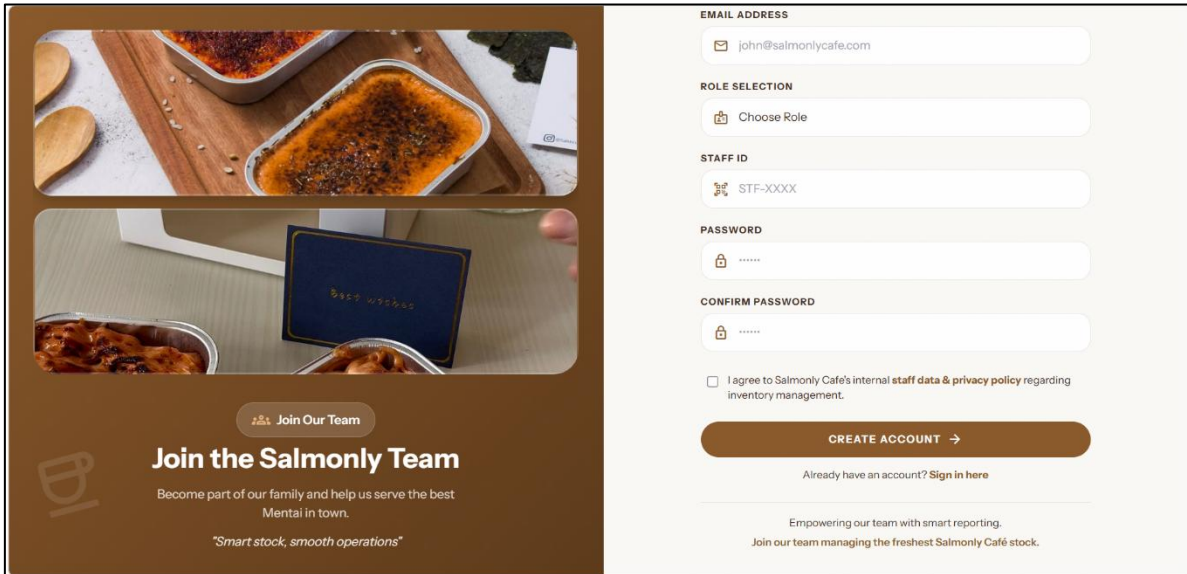 Best wishes
Join Our Team
Join the Salmonly Team
Become part of our family and help us serve the best
Mentai in town.
"Smart stock, smooth operations"
EMAIL ADDRESS
john@salmonlycafe.com
ROLE SELECTION
Choose Role
STAFF ID
STF-XXXX
PASSWORD
······
CONFIRM PASSWORD
······
I agree to Salmonly Cafe's internal staff data & privacy policy regarding
inventory management.
CREATE ACCOUNT →
Already have an account? Sign in here
Empowering our team with smart reporting.
Join our team managing the freshest Salmonly Café stock.